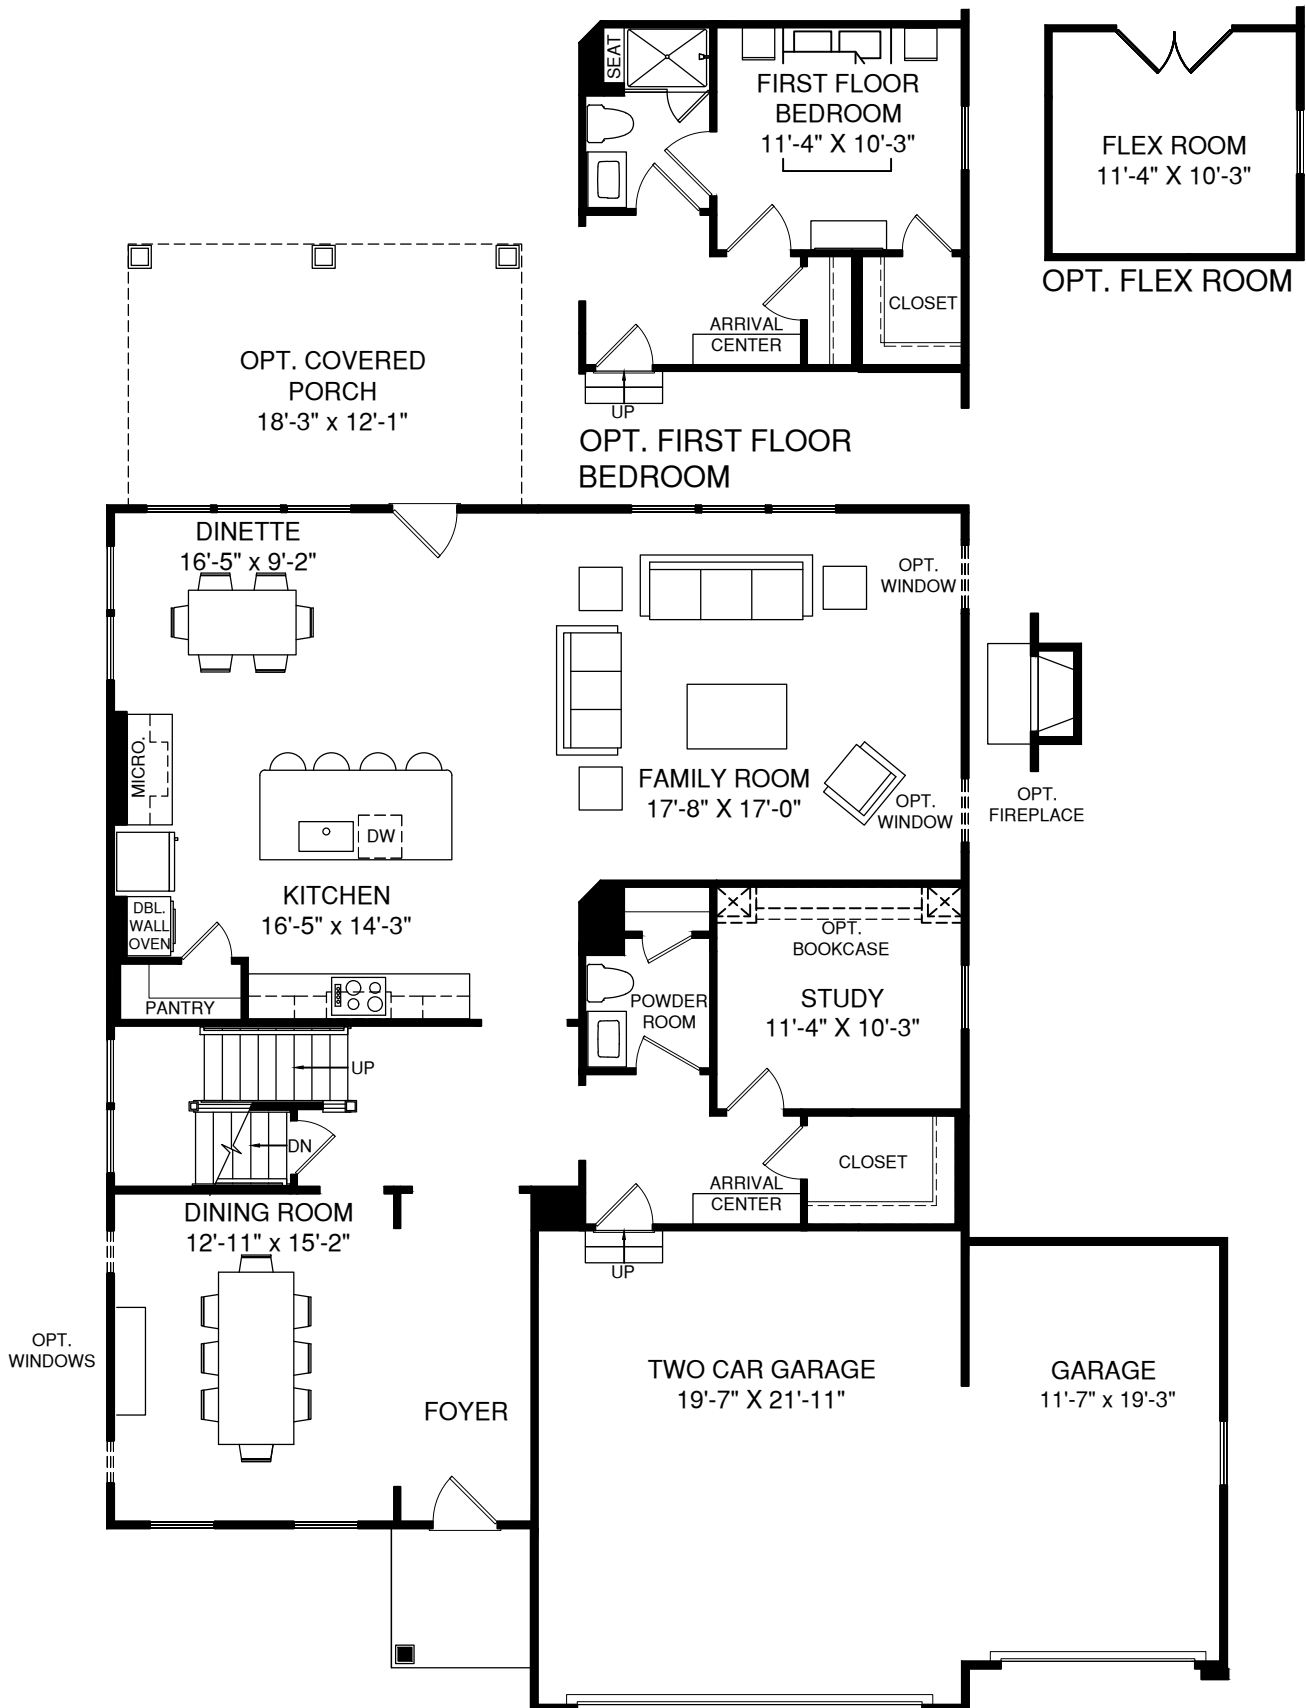 SEAT
FIRST FLOOR
BEDROOM
11'-4" X 10'-3"
CLOSET
ARRIVAL
CENTER
UP
OPT. FIRST FLOOR
BEDROOM
FLEX ROOM
11'-4" X 10'-3"
OPT. FLEX ROOM
OPT. COVERED
PORCH
18'-3" x 12'-1"
DINETTE
16'-5" x 9'-2"
OPT.
WINDOW
MICRO.
DW
FAMILY ROOM
17'-8" X 17'-0"
OPT.
WINDOW
OPT.
FIREPLACE
KITCHEN
16'-5" x 14'-3"
DBL.
WALL
OVEN
PANTRY
OPT.
BOOKCASE
STUDY
11'-4" X 10'-3"
POWDER
ROOM
UP
DN
CLOSET
ARRIVAL
CENTER
UP
DINING ROOM
12'-11" x 15'-2"
OPT.
WINDOWS
FOYER
TWO CAR GARAGE
19'-7" X 21'-11"
GARAGE
11'-7" x 19'-3"